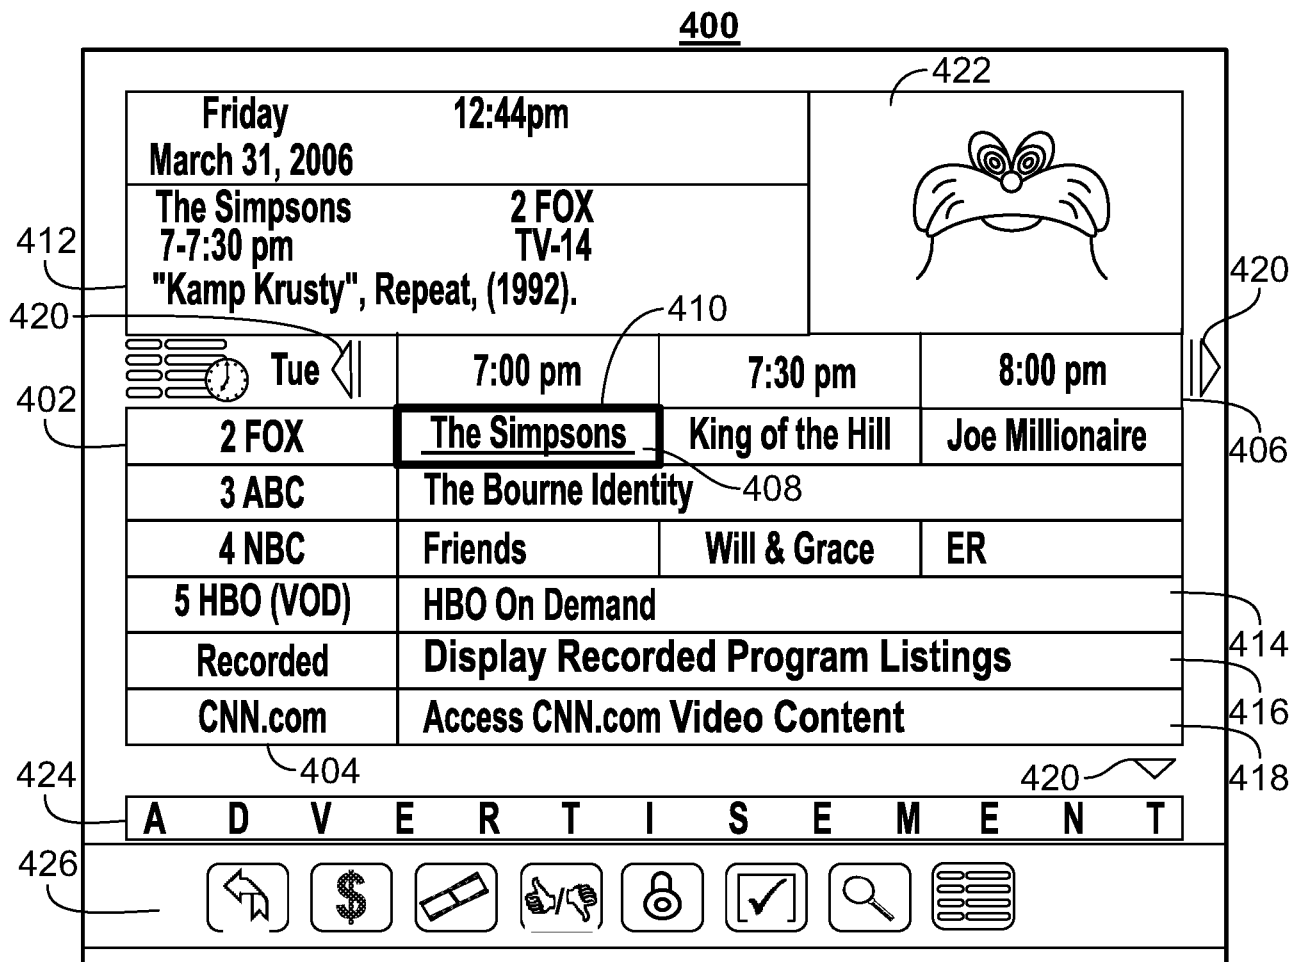 400
422
Friday 12:44pm
March 31, 2006
The Simpsons 2 FOX
412 7-7:30 pm TV-14
"Kamp Krusty", Repeat, (1992).
420
420 410
Tue 7:00 pm 7:30 pm 8:00 pm
402
2 FOX The Simpsons King of the Hill Joe Millionaire
406
3 ABC The Bourne Identity 408
4 NBC Friends Will & Grace ER
5 HBO (VOD) HBO On Demand
414
Recorded Display Recorded Program Listings
416
CNN.com Access CNN.com Video Content
404 420 418
424
A D V E R T I S E M E N T
426
$ /